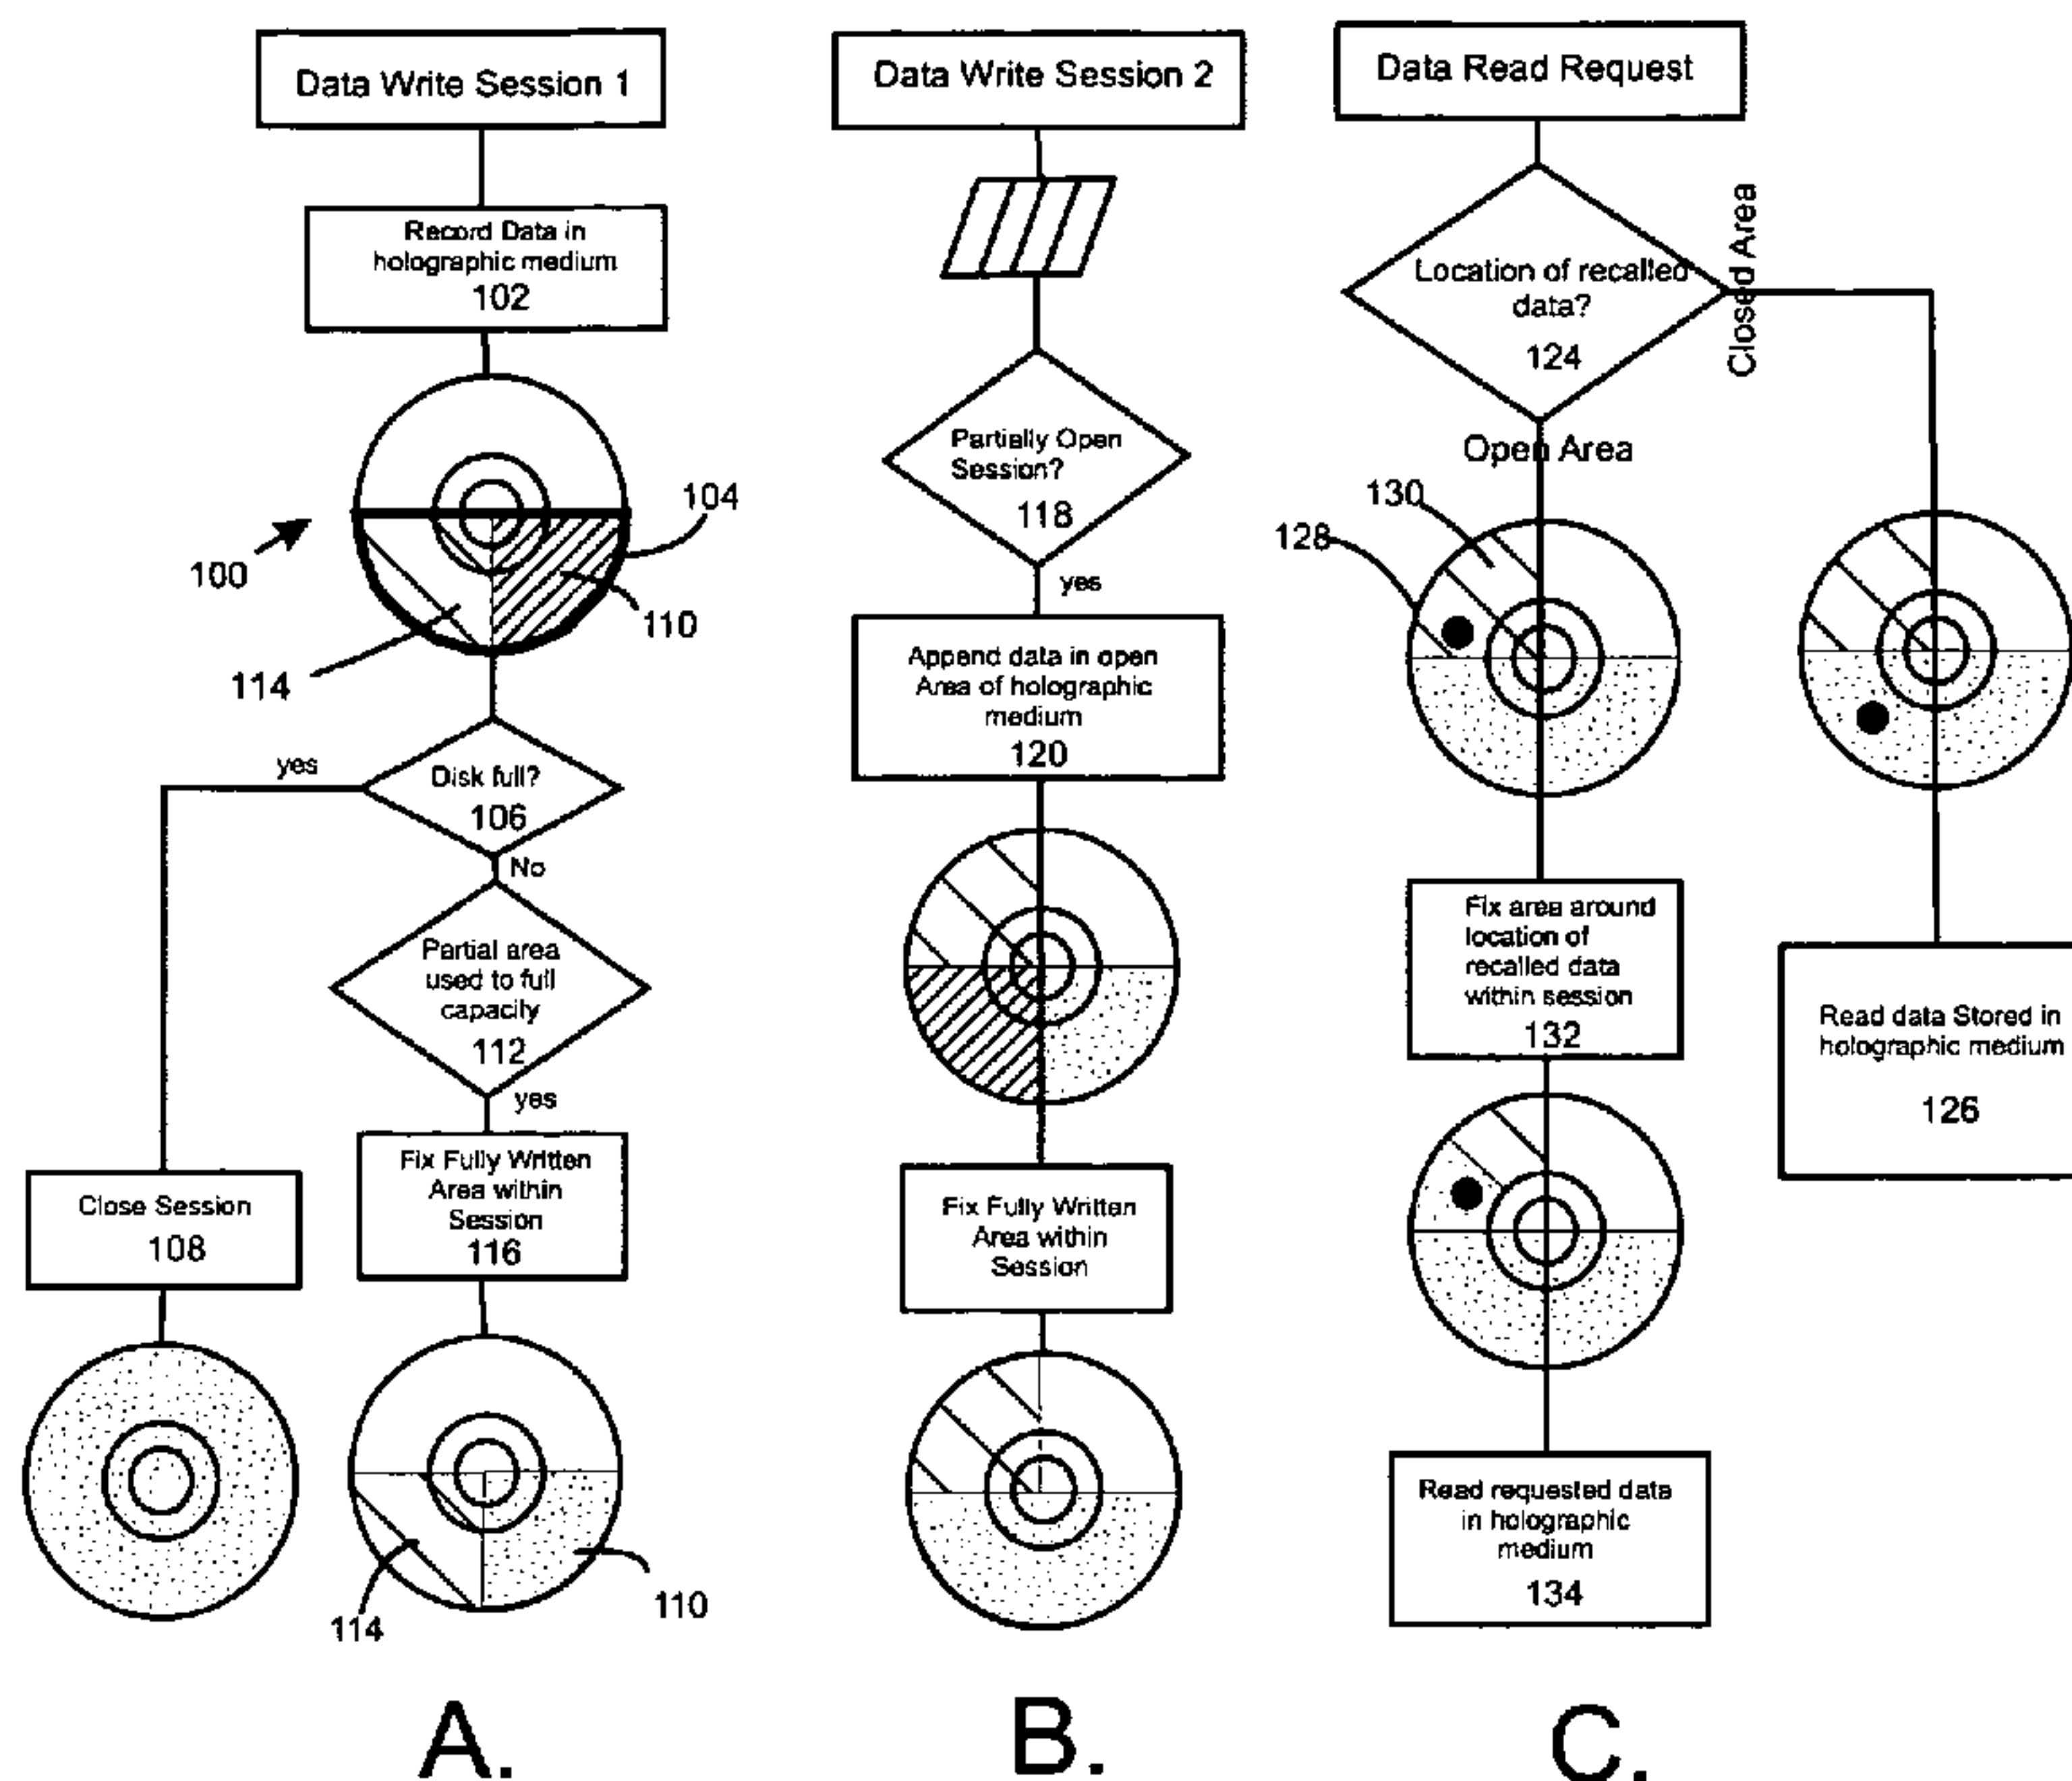 Data Write Session 1
Record Data in
holographic medium
102
104
100
110
114
yes
Disk full?
106
No
Partial area
used to full
capacity
112
yes
Close Session
108
Fix Fully Written
Area within
Session
116
114
110
A.
Data Write Session 2
Partially Open
Session?
118
yes
Append data in open
Area of holographic
medium
120
Fix Fully Written
Area within
Session
B.
Data Read Request
Location of recalled
data?
124
Closed Area
Open Area
130
128
Fix area around
location of
recalled data
within session
132
Read data Stored in
holographic medium
126
Read requested data
in holographic
medium
134
C.